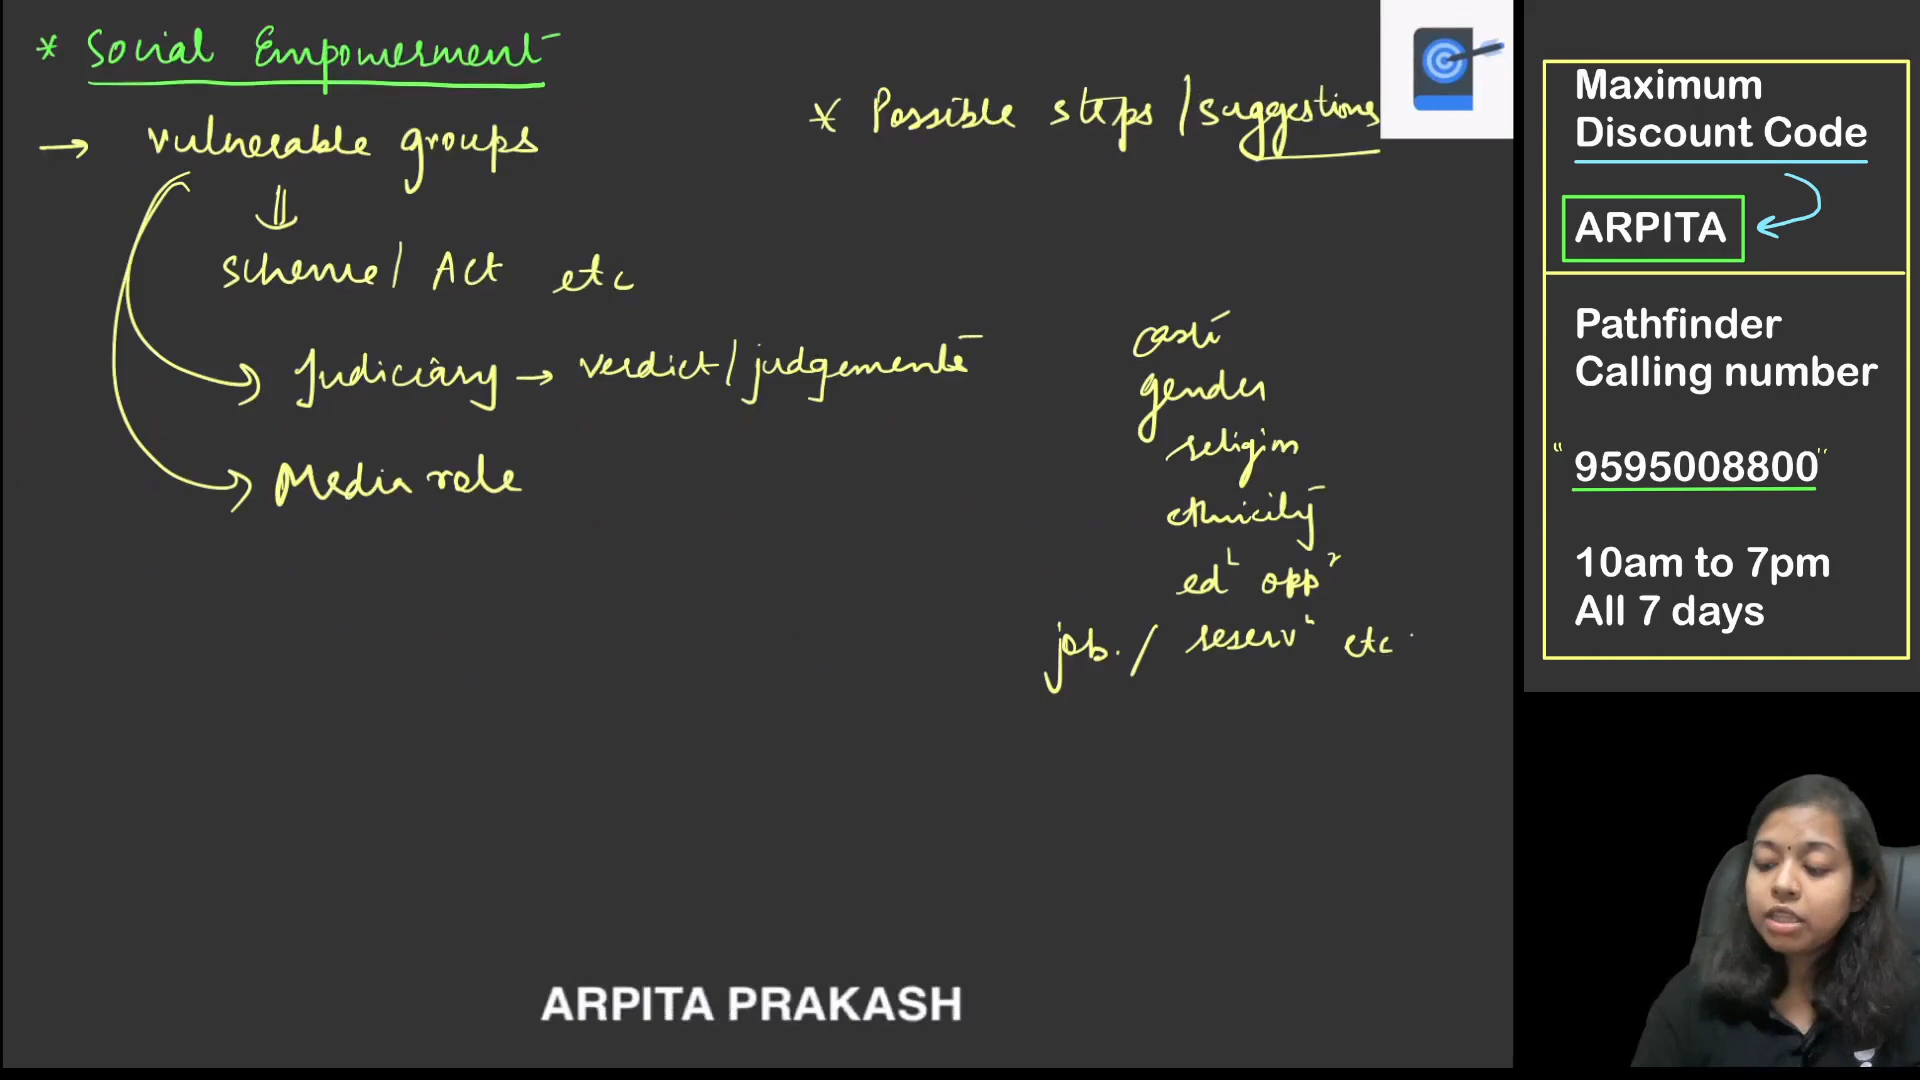 * Social Empowerment
→ vulnerable groups
scheme / Act etc
Judiciary → verdict / judgements
Media role
* Possible steps / suggestions
caste
gender
religion
ethnicity
edⁿ oppʳ
job. / reservⁿ etc.
ARPITA PRAKASH
Maximum
Discount Code
ARPITA
Pathfinder
Calling number
"9595008800"
10am to 7pm
All 7 days